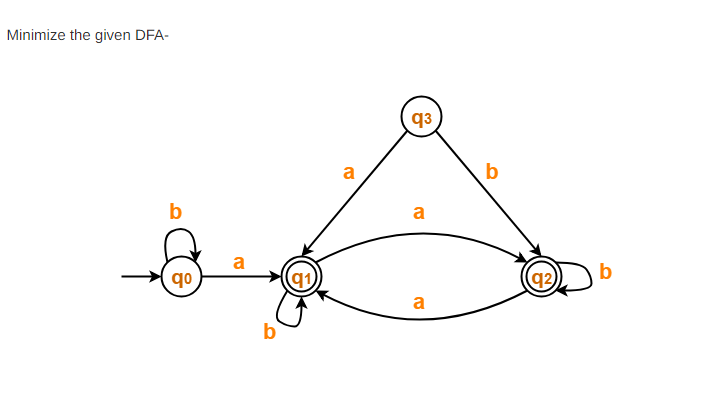 Minimize the given DFA-
q3
a b
b a
a
q0 q1 q2 b
a
b